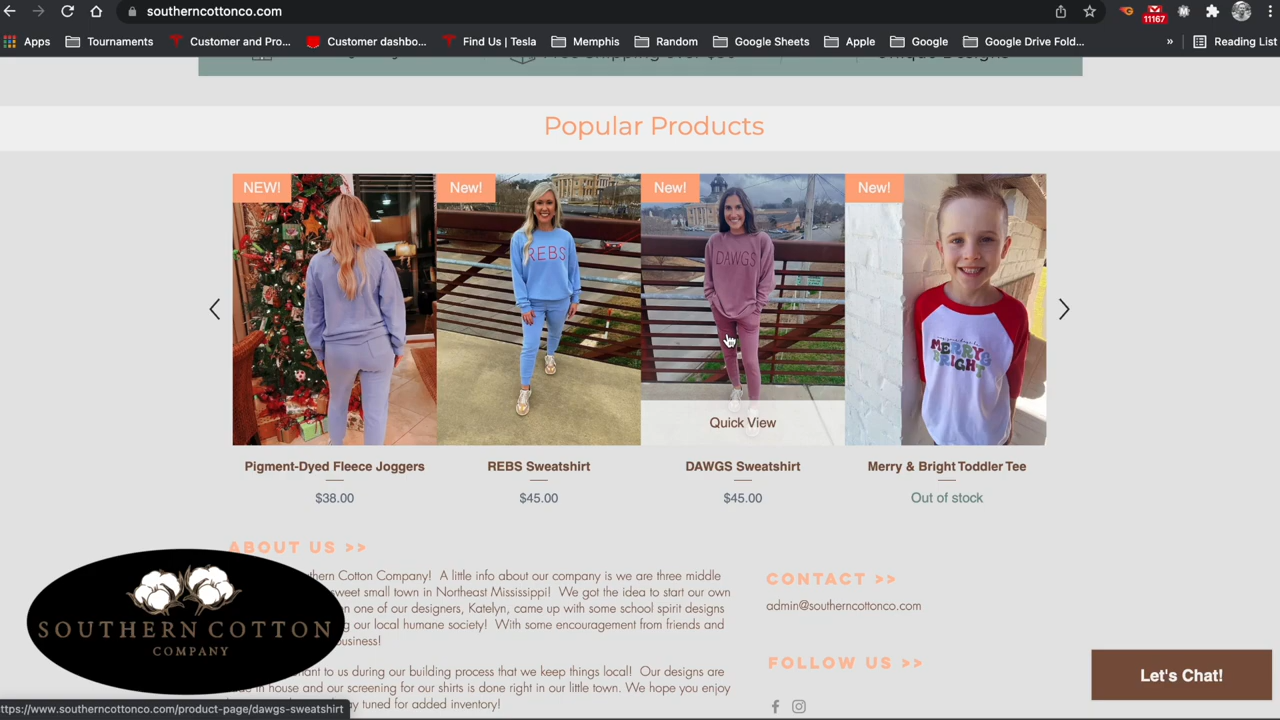 southerncottonco.com
11167
Apps Tournaments Customer and Pro... Customer dashbo... Find Us | Tesla Memphis Random Google Sheets Apple Google Google Drive Fold... » Reading List
Popular Products
NEW! New! New! New!
REBS
DAWGS
MERRY &
BRIGHT
Quick View
Pigment-Dyed Fleece Joggers REBS Sweatshirt DAWGS Sweatshirt Merry & Bright Toddler Tee
$38.00 $45.00 $45.00 Out of stock
ABOUT US >>
thern Cotton Company! A little info about our company is we are three middle
sweet small town in Northeast Mississippi! We got the idea to start our own
n one of our designers, Katelyn, came up with some school spirit designs
ng our local humane society! With some encouragement from friends and
business!
ant to us during our building process that we keep things local! Our designs are
in house and our screening for our shirts is done right in our little town. We hope you enjoy
ay tuned for added inventory!
CONTACT >>
admin@southerncottonco.com
FOLLOW US >>
Let's Chat!
SOUTHERN COTTON
COMPANY
ttps://www.southerncottonco.com/product-page/dawgs-sweatshirt